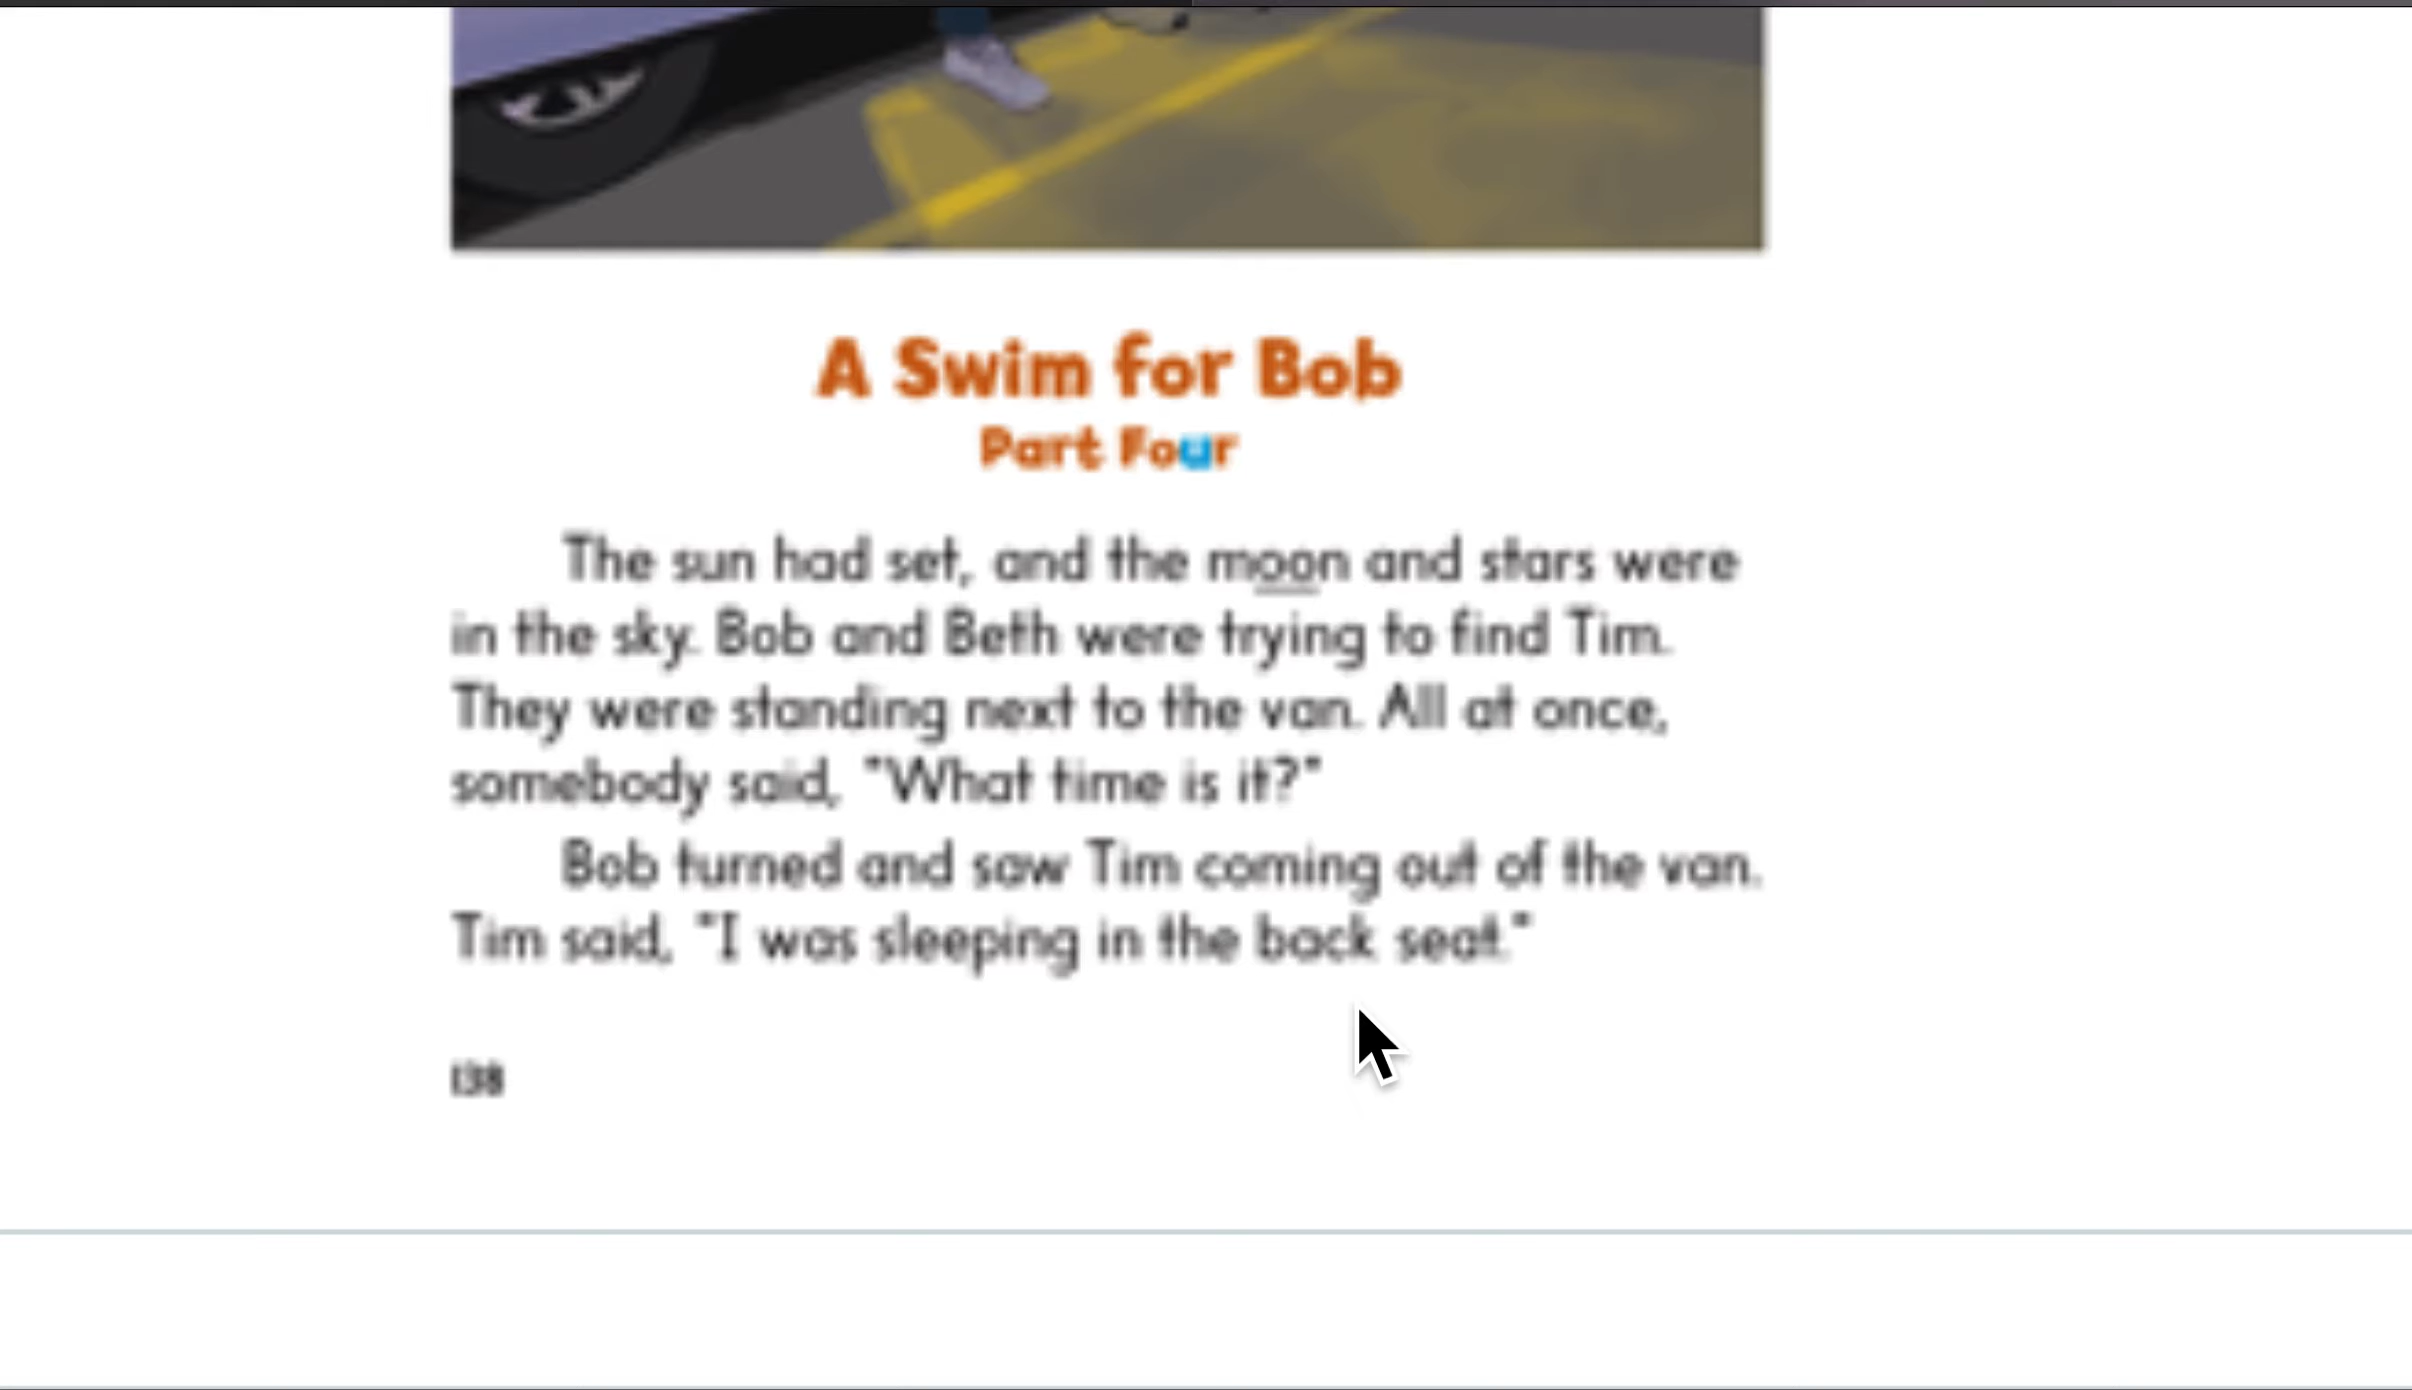 A Swim for Bob
Part Four
The sun had set, and the moon and stars were
in the sky. Bob and Beth were trying to find Tim.
They were standing next to the van. All at once,
somebody said, "What time is it?"
Bob turned and saw Tim coming out of the van.
Tim said, "I was sleeping in the back seat."
138